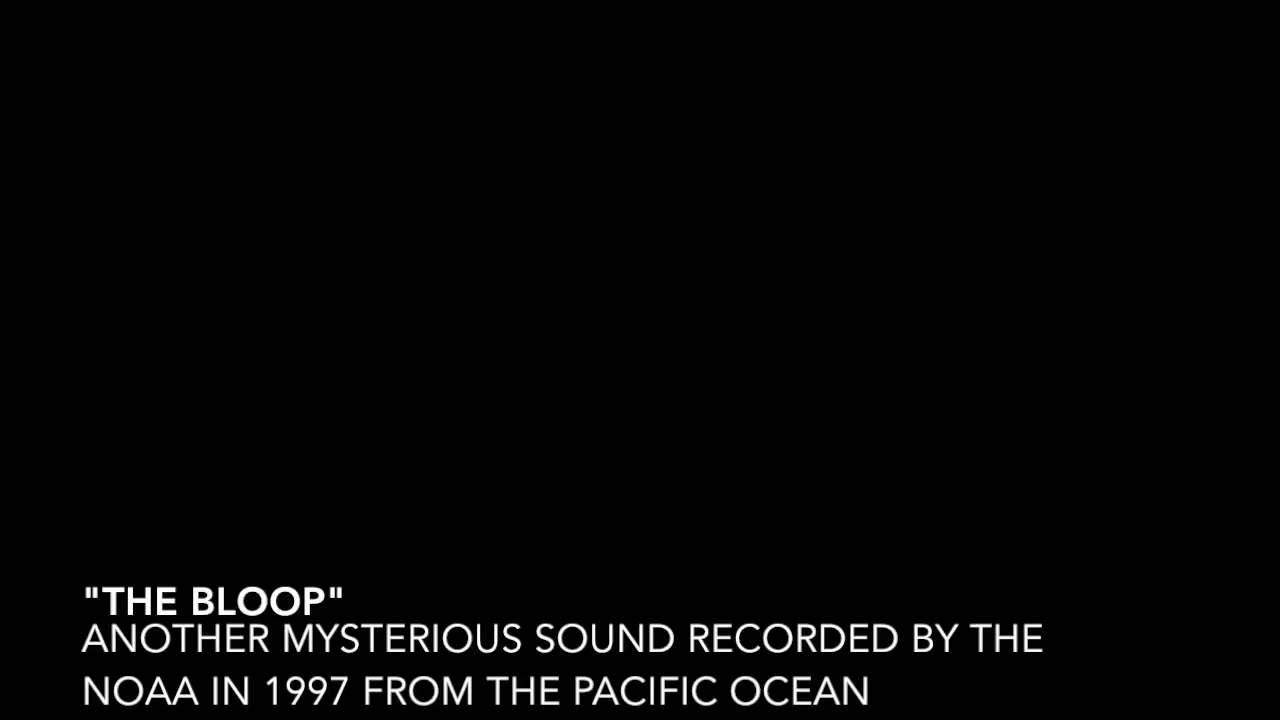 "THE BLOOP"
ANOTHER MYSTERIOUS SOUND RECORDED BY THE
NOAA IN 1997 FROM THE PACIFIC OCEAN